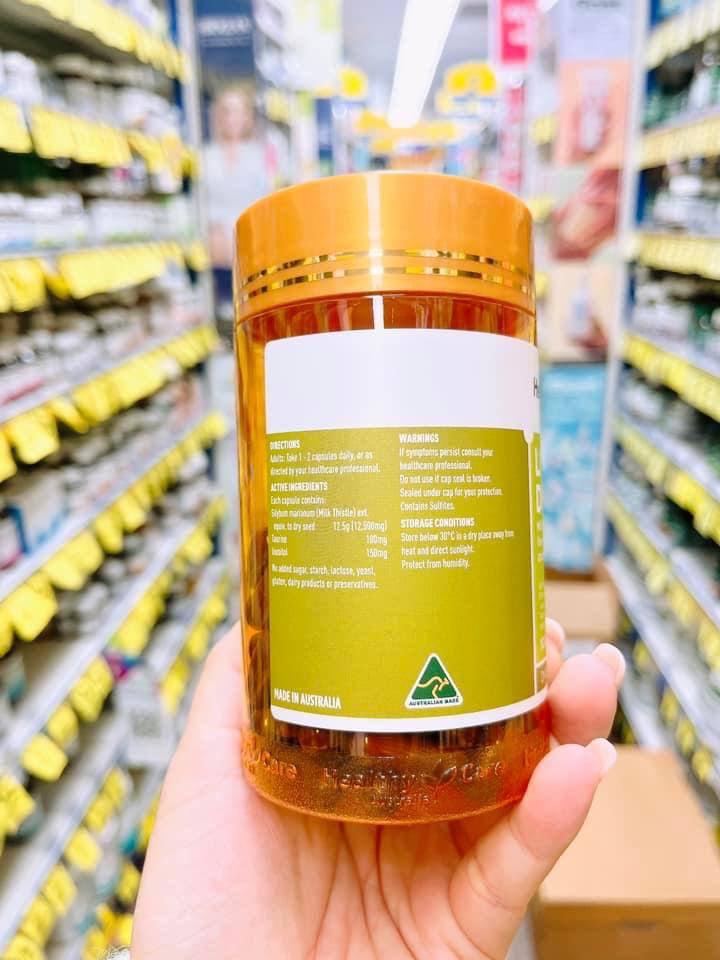 DIRECTIONS
Adults: Take 1 - 2 capsules daily, or as
directed by your healthcare professional.
ACTIVE INGREDIENTS
Each capsule contains:
Silybum marianum (Milk Thistle) ext.
equiv. to dry seed 12.5g (12,500mg)
Taurine 100mg
Inositol 150mg
No added sugar, starch, lactose, yeast,
gluten, dairy products or preservatives.
MADE IN AUSTRALIA
WARNINGS
If symptoms persist consult your
healthcare professional.
Do not use if cap seal is broken.
Sealed under cap for your protection.
Contains Sulfites.
STORAGE CONDITIONS
Store below 30°C in a dry place away from
heat and direct sunlight.
Protect from humidity.
AUSTRALIAN MADE
Care Healthy Care
Australia